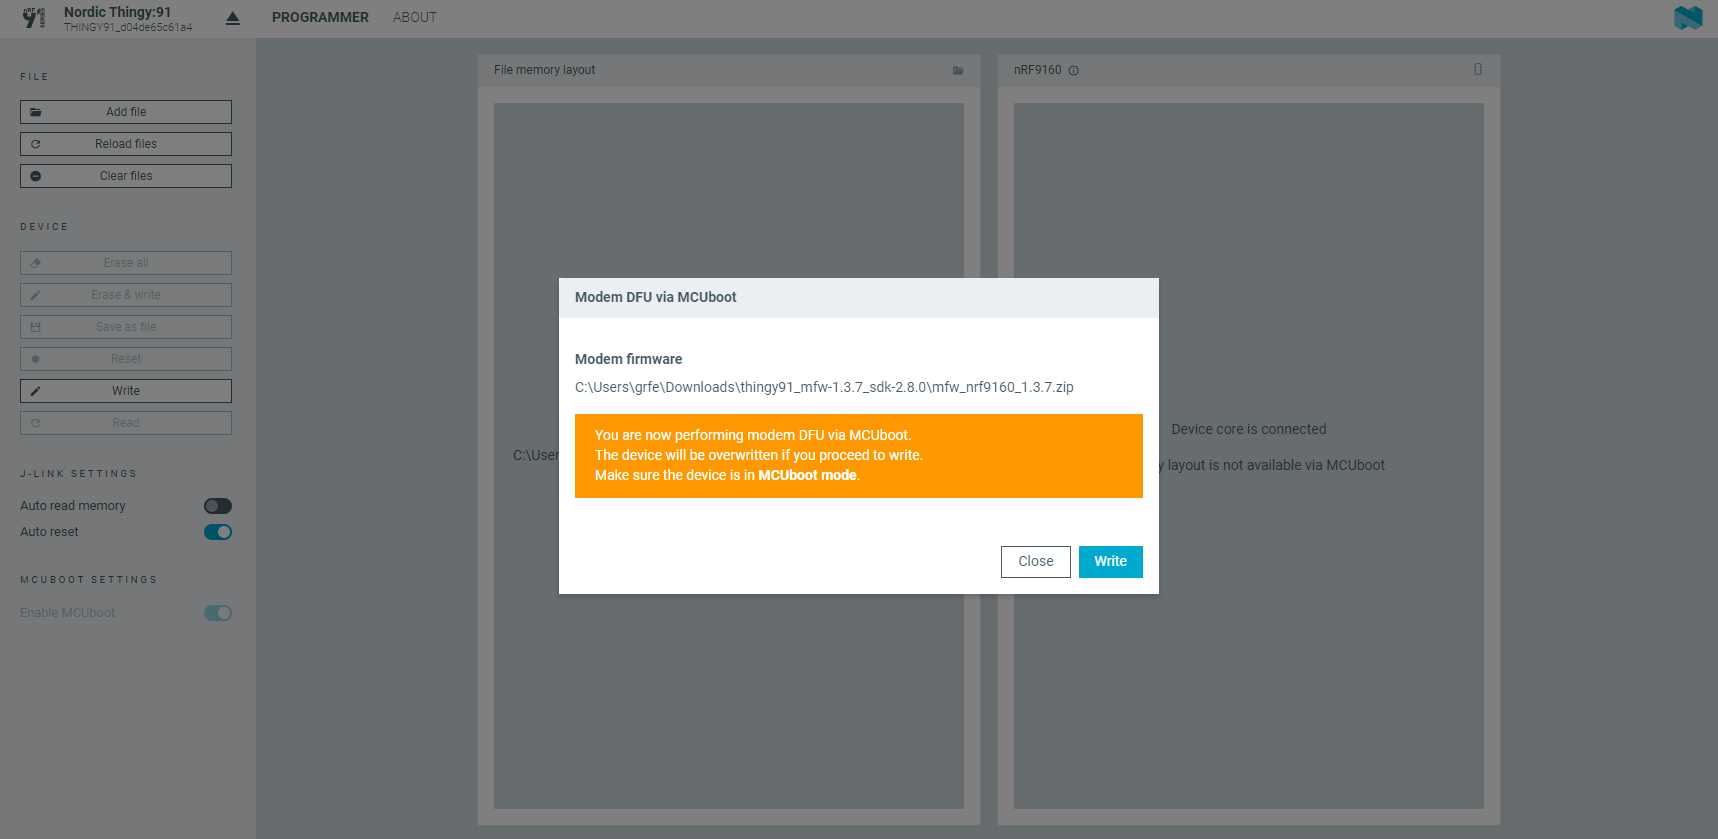 Nordic Thingy:91
THINGY91_d04de65c61a4
PROGRAMMER
ABOUT
FILE
Add file
Reload files
Clear files
DEVICE
Erase all
Erase & write
Save as file
Reset
Write
Read
J-LINK SETTINGS
Auto read memory
Auto reset
MCUBOOT SETTINGS
Enable MCUboot
File memory layout
C:\User
nRF9160
Device core is connected
y layout is not available via MCUboot
Modem DFU via MCUboot
Modem firmware
C:\Users\grfe\Downloads\thingy91_mfw-1.3.7_sdk-2.8.0\mfw_nrf9160_1.3.7.zip
You are now performing modem DFU via MCUboot.
The device will be overwritten if you proceed to write.
Make sure the device is in MCUboot mode.
Close
Write